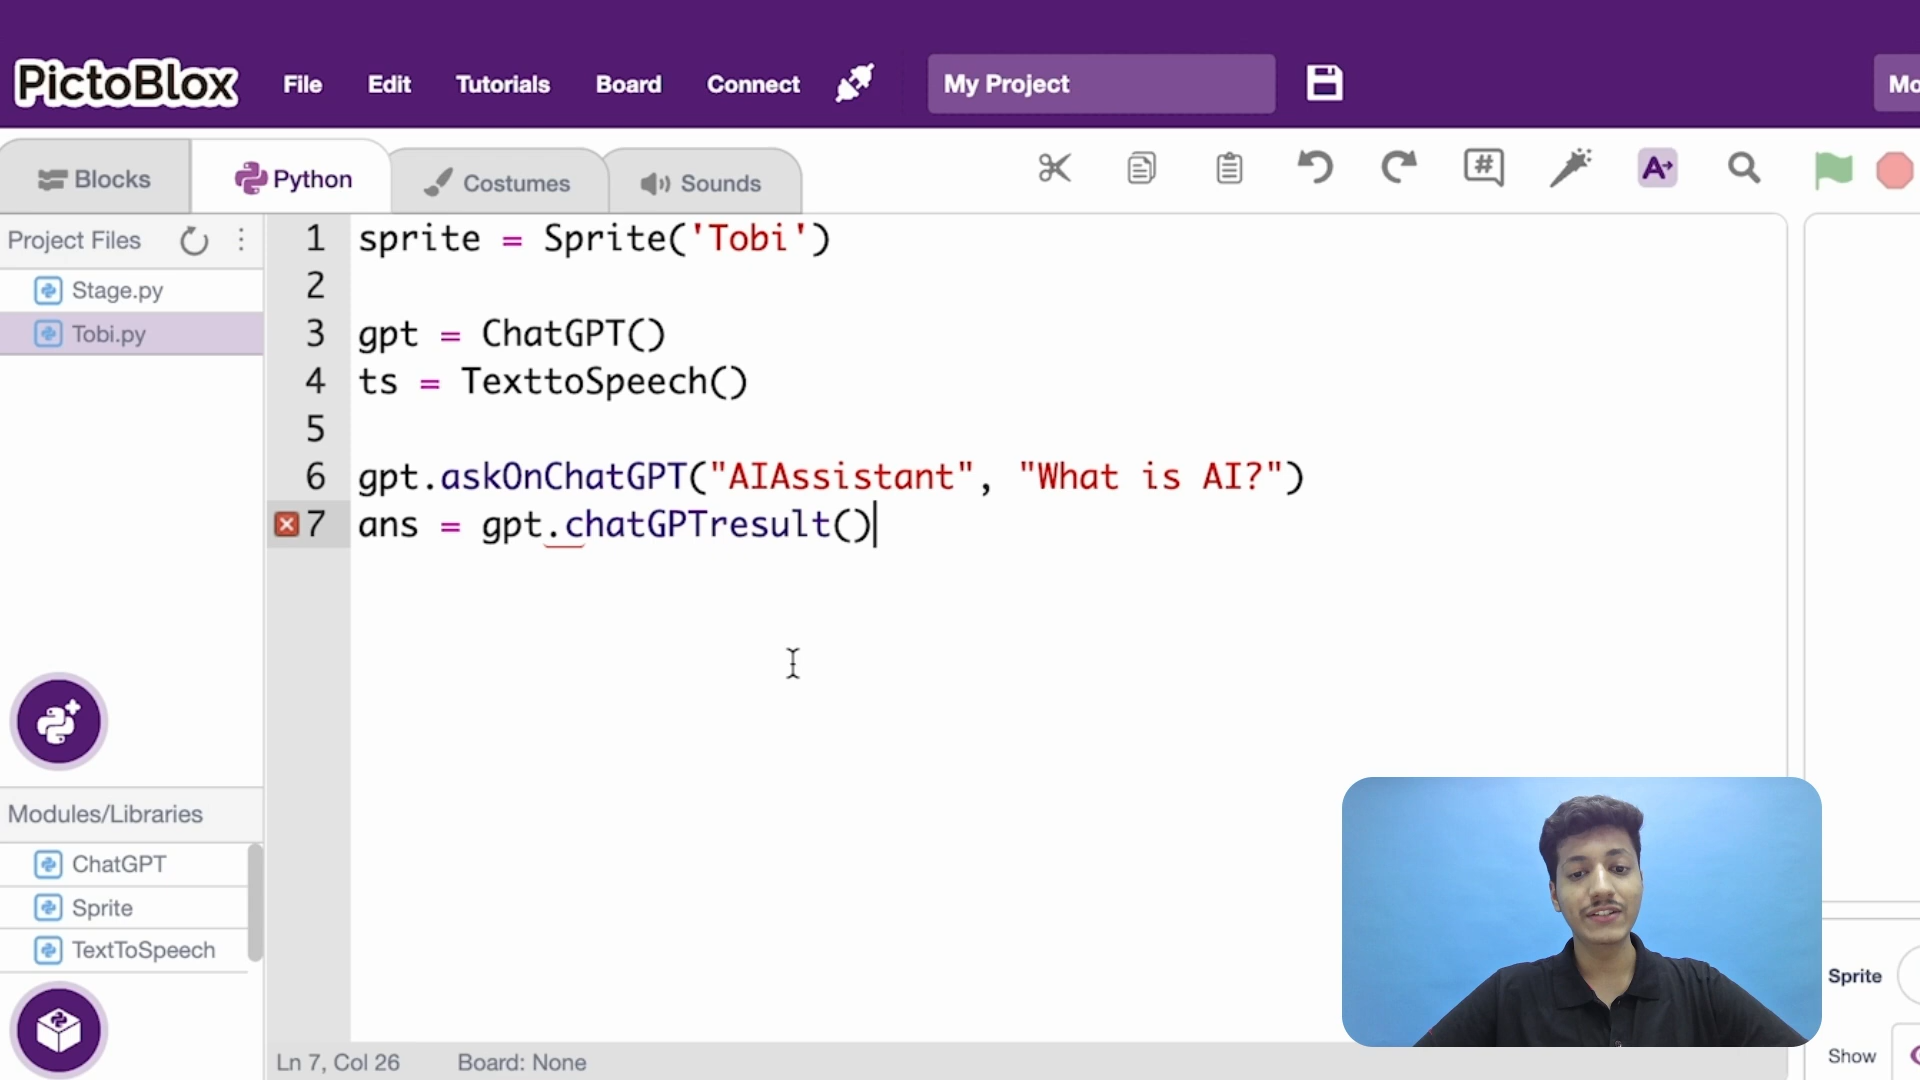 PictoBlox File Edit Tutorials Board Connect My Project Mo
Blocks Python Costumes Sounds # A
Project Files
Stage.py
Tobi.py
1 sprite = Sprite('Tobi')
2
3 gpt = ChatGPT()
4 ts = TexttoSpeech()
5
6 gpt.askOnChatGPT("AIAssistant", "What is AI?")
7 ans = gpt.chatGPTresult()
Modules/Libraries
ChatGPT
Sprite
TextToSpeech
Ln 7, Col 26 Board: None
Sprite
Show